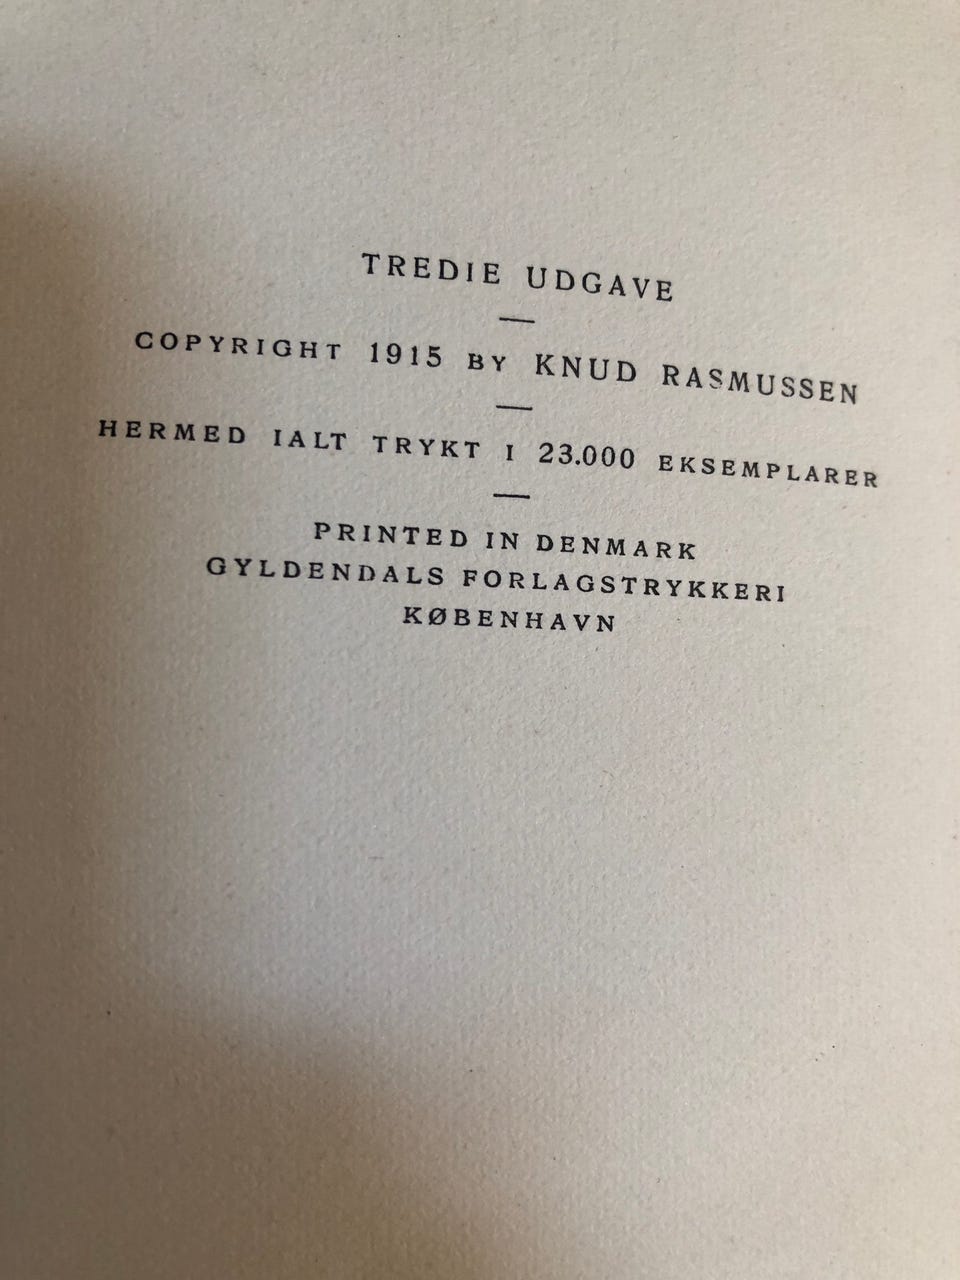 TREDIE UDGAVE
COPYRIGHT 1915 BY KNUD RASMUSSEN
HERMED IALT TRYKT I 23.000 EKSEMPLARER
PRINTED IN DENMARK
GYLDENDALS FORLAGSTRYKKERI
KØBENHAVN